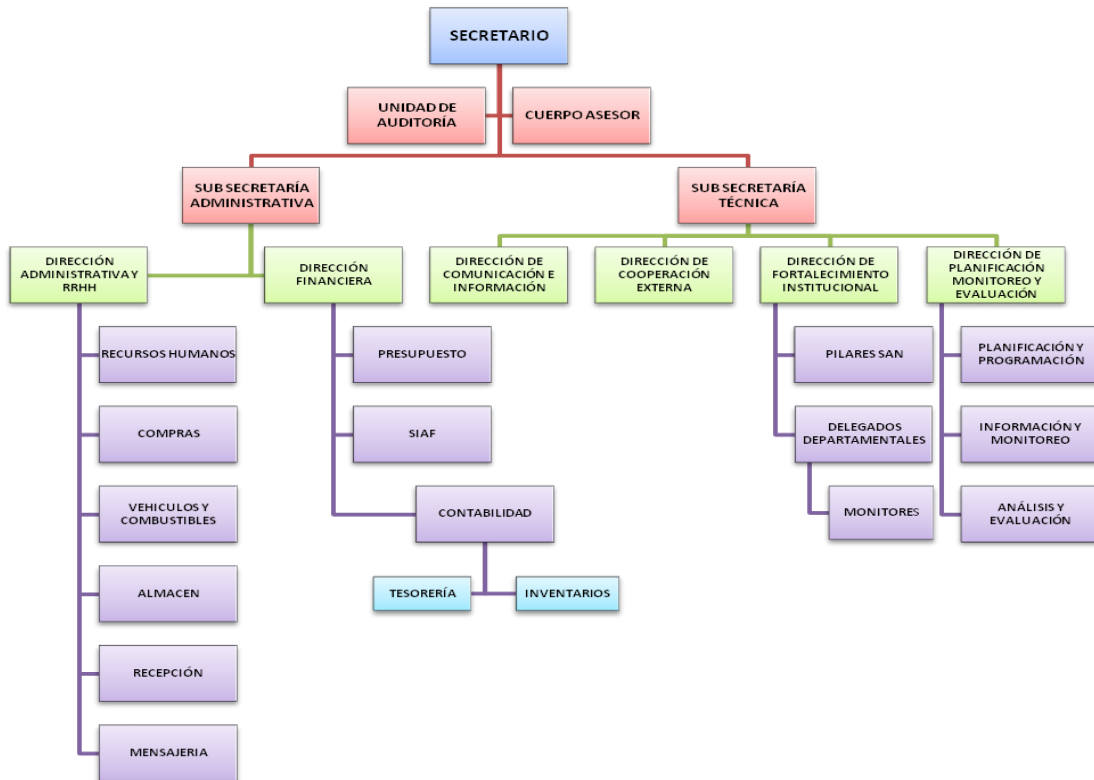 SECRETARIO
UNIDAD DE
AUDITORÍA
CUERPO ASESOR
SUB SECRETARÍA
ADMINISTRATIVA
SUB SECRETARÍA
TÉCNICA
DIRECCIÓN
ADMINISTRATIVA Y
RRHH
DIRECCIÓN
FINANCIERA
DIRECCIÓN DE
COMUNICACIÓN E
INFORMACIÓN
DIRECCIÓN DE
COOPERACIÓN
EXTERNA
DIRECCIÓN DE
FORTALECIMIENTO
INSTITUCIONAL
DIRECCIÓN DE
PLANIFICACIÓN
MONITOREO Y
EVALUACIÓN
RECURSOS HUMANOS
COMPRAS
VEHICULOS Y
COMBUSTIBLES
ALMACEN
RECEPCIÓN
MENSAJERIA
PRESUPUESTO
SIAF
CONTABILIDAD
TESORERÍA
INVENTARIOS
PILARES SAN
DELEGADOS
DEPARTAMENTALES
MONITORES
PLANIFICACIÓN Y
PROGRAMACIÓN
INFORMACIÓN Y
MONITOREO
ANÁLISIS Y
EVALUACIÓN